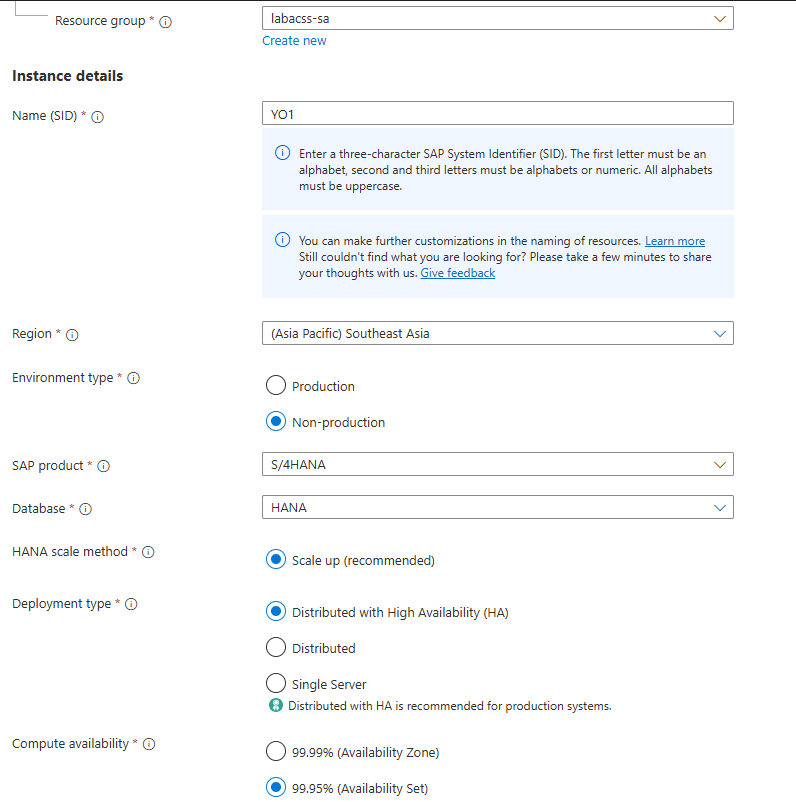 Resource group *
labacss-sa
Create new
Instance details
Name (SID) *
YO1
Enter a three-character SAP System Identifier (SID). The first letter must be an
alphabet, second and third letters must be alphabets or numeric. All alphabets
must be uppercase.
You can make further customizations in the naming of resources. Learn more
Still couldn't find what you are looking for? Please take a few minutes to share
your thoughts with us. Give feedback
Region *
(Asia Pacific) Southeast Asia
Environment type *
Production
Non-production
SAP product *
S/4HANA
Database *
HANA
HANA scale method *
Scale up (recommended)
Deployment type *
Distributed with High Availability (HA)
Distributed
Single Server
Distributed with HA is recommended for production systems.
Compute availability *
99.99% (Availability Zone)
99.95% (Availability Set)